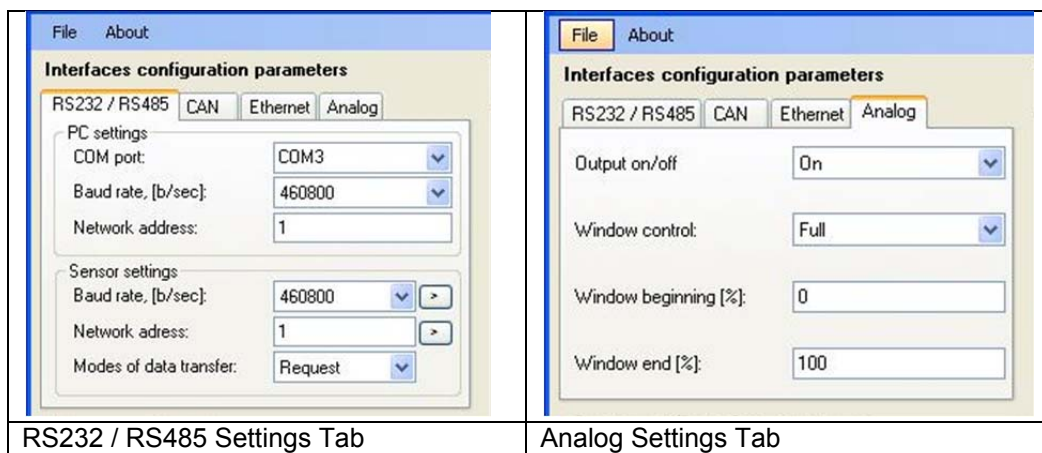 File About
Interfaces configuration parameters
RS232 / RS485 CAN Ethernet Analog
PC settings
COM port: COM3
Baud rate, [b/sec]: 460800
Network address: 1
Sensor settings
Baud rate, [b/sec]: 460800 >
Network adress: 1 >
Modes of data transfer: Request
RS232 / RS485 Settings Tab
File About
Interfaces configuration parameters
RS232 / RS485 CAN Ethernet Analog
Output on/off On
Window control: Full
Window beginning [%]: 0
Window end [%]: 100
Analog Settings Tab